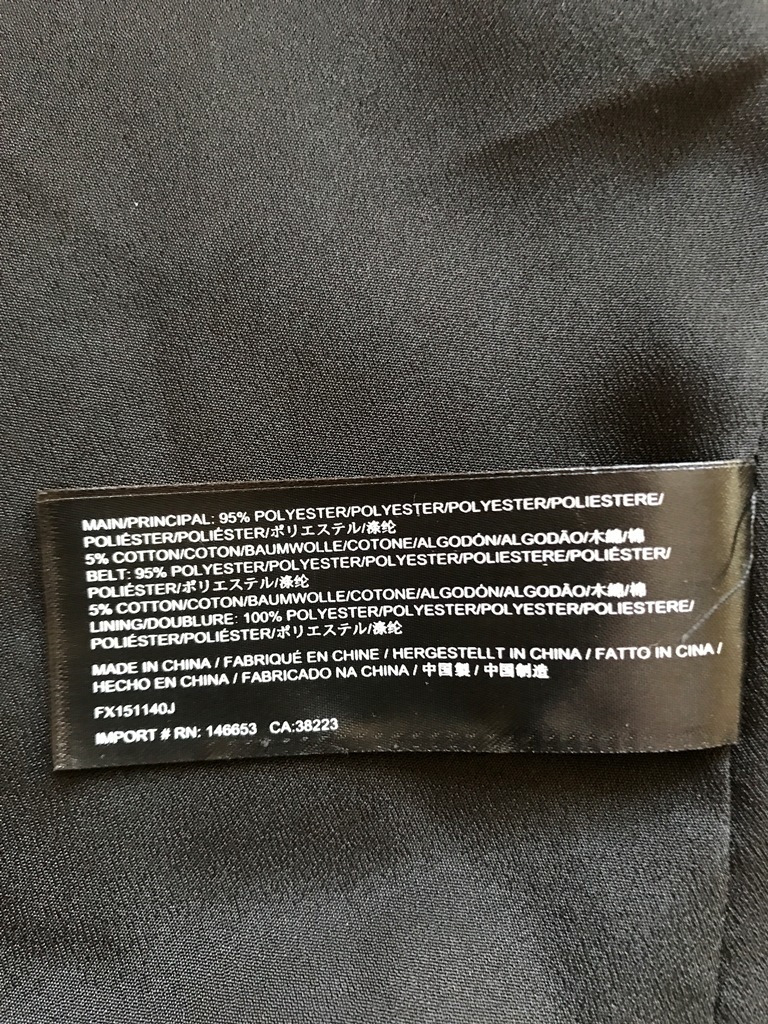 MAIN/PRINCIPAL: 95% POLYESTER/POLYESTER/POLYESTER/POLIESTERE/
POLIÉSTER/POLIÉSTER/ポリエステル/涤纶
5% COTTON/COTON/BAUMWOLLE/COTONE/ALGODÓN/ALGODÃO/木綿/棉
BELT: 95% POLYESTER/POLYESTER/POLYESTER/POLIESTERE/POLIÉSTER/
POLIÉSTER/ポリエステル/涤纶
5% COTTON/COTON/BAUMWOLLE/COTONE/ALGODÓN/ALGODÃO/木綿/棉
LINING/DOUBLURE: 100% POLYESTER/POLYESTER/POLYESTER/POLIESTERE/
POLIÉSTER/POLIÉSTER/ポリエステル/涤纶
MADE IN CHINA / FABRIQUÉ EN CHINE / HERGESTELLT IN CHINA / FATTO IN CINA /
HECHO EN CHINA / FABRICADO NA CHINA / 中国製 / 中国制造
FX151140J
IMPORT # RN: 146653 CA:38223